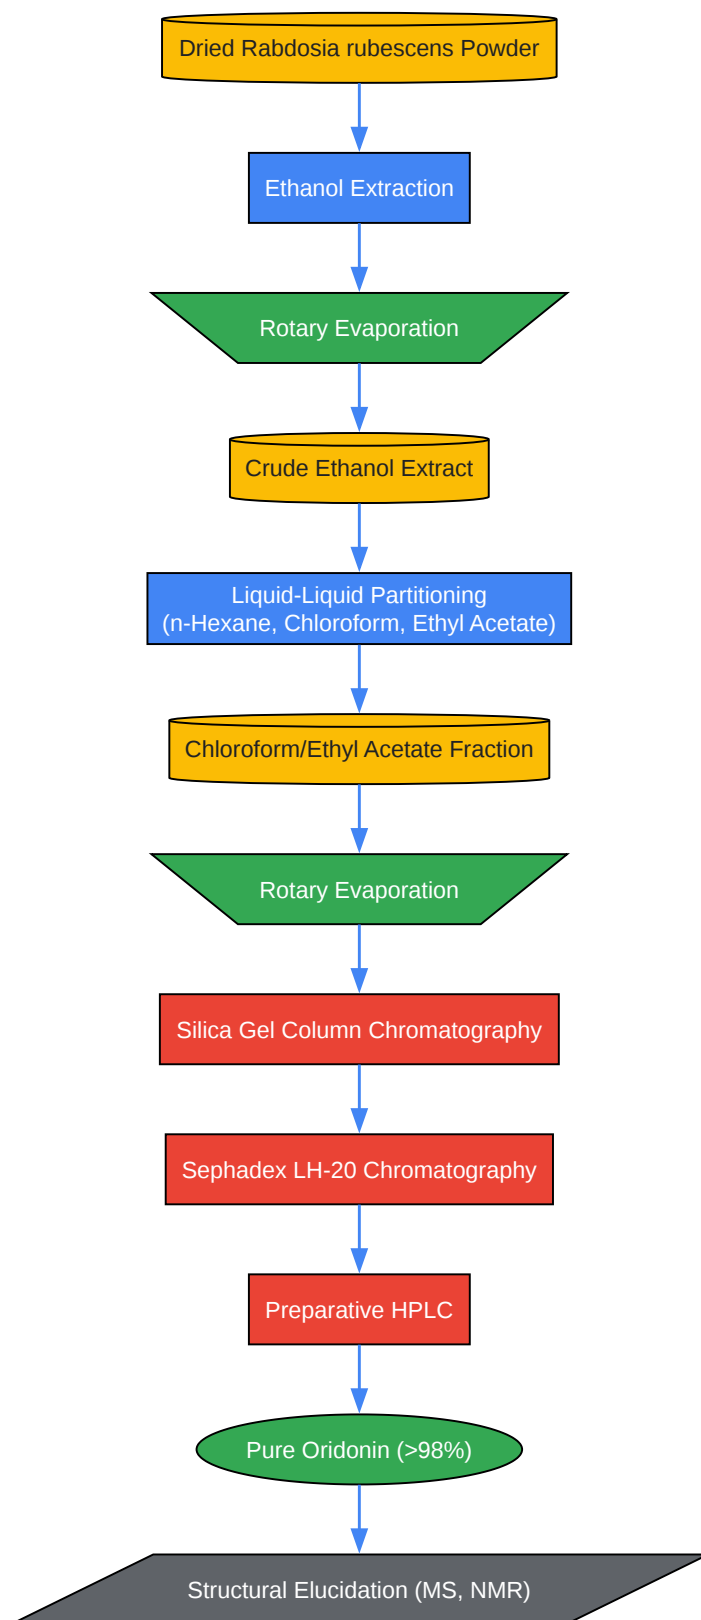 Dried Rabdosia rubescens Powder
Ethanol Extraction
Rotary Evaporation
Crude Ethanol Extract
Liquid-Liquid Partitioning
(n-Hexane, Chloroform, Ethyl Acetate)
Chloroform/Ethyl Acetate Fraction
Rotary Evaporation
Silica Gel Column Chromatography
Sephadex LH-20 Chromatography
Preparative HPLC
Pure Oridonin (>98%)
Structural Elucidation (MS, NMR)